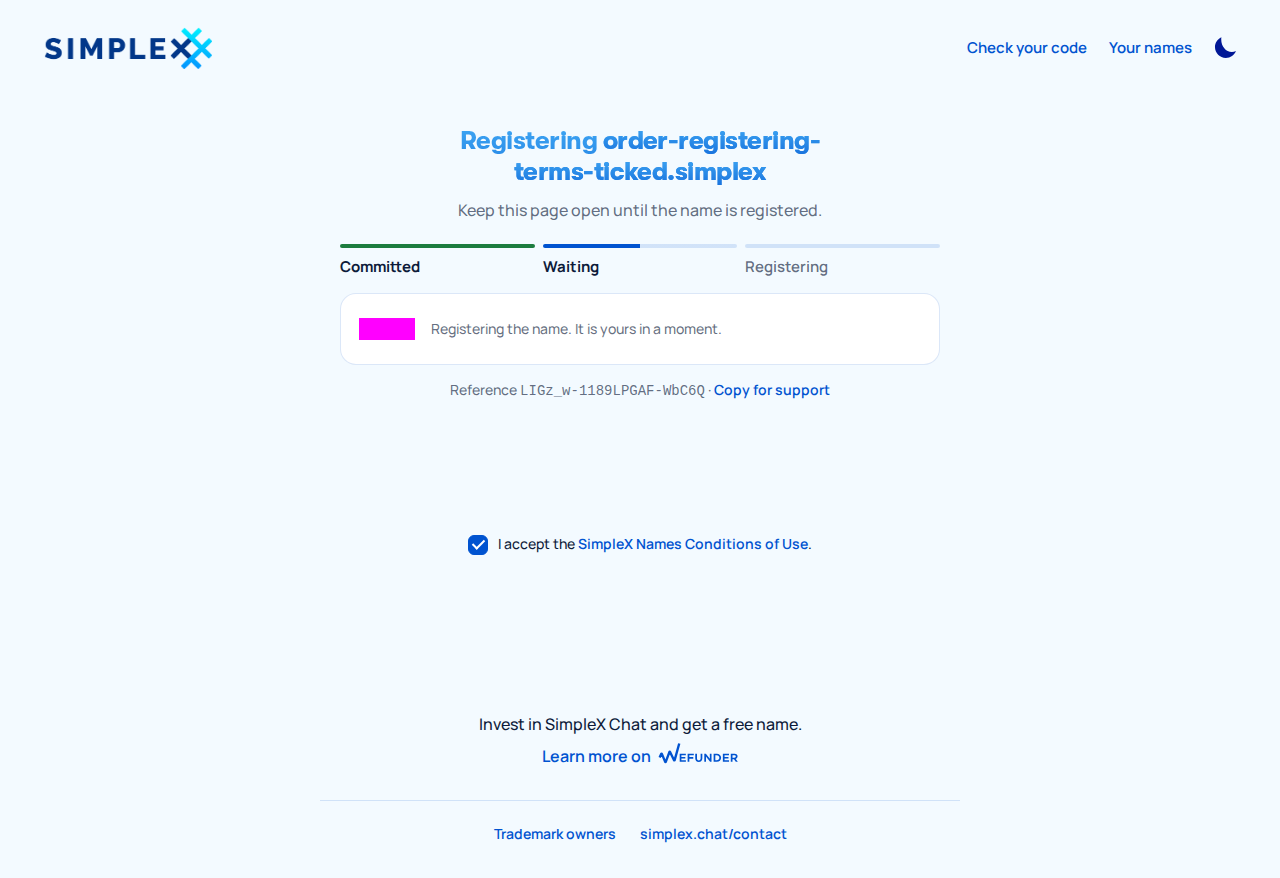 SIMPLEX
Check your code
Your names
Registering order-registering-
terms-ticked.simplex
Keep this page open until the name is registered.
Committed
Waiting
Registering
Registering the name. It is yours in a moment.
Reference LIGz_w-1189LPGAF-WbC6Q · Copy for support
I accept the SimpleX Names Conditions of Use.
Invest in SimpleX Chat and get a free name.
Learn more on WEFUNDER
Trademark owners
simplex.chat/contact